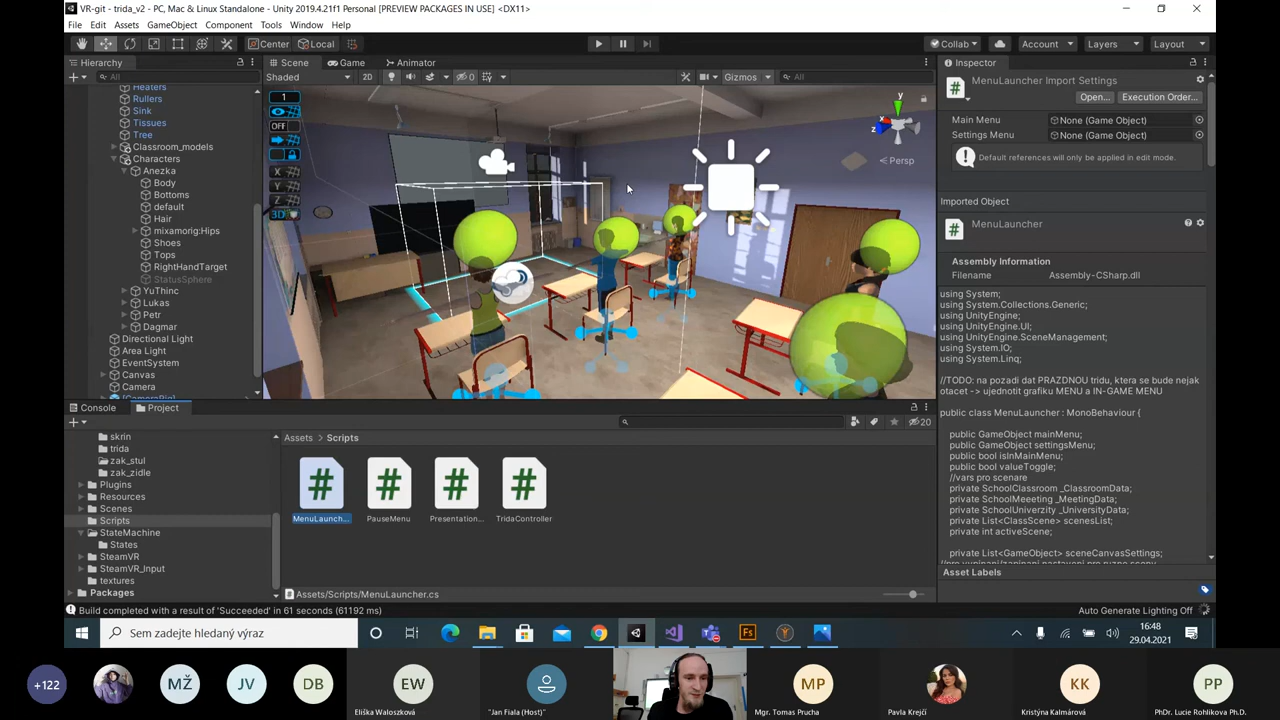 VR-git - trida_v2 - PC, Mac & Linux Standalone - Unity 2019.4.21f1 Personal [PREVIEW PACKAGES IN USE] <DX11>
File Edit Assets GameObject Component Tools Window Help
Center Local Collab Account Layers Layout
Hierarchy
All
Heaters
Rullers
Sink
Tissues
Tree
Classroom_models
Characters
Anezka
Body
Bottoms
default
Hair
mixamorig:Hips
Shoes
Tops
RightHandTarget
StatusSphere
YuThinc
Lukas
Petr
Dagmar
Directional Light
Area Light
EventSystem
Canvas
Camera
[CameraRig]
Scene Game Animator
Shaded 2D 0 Gizmos All
1
OFF
X
Y
Z
3D
y
x
z
Persp
Inspector
MenuLauncher Import Settings
Open... Execution Order...
Main Menu None (Game Object)
Settings Menu None (Game Object)
Default references will only be applied in edit mode.
Imported Object
MenuLauncher
Assembly Information
Filename Assembly-CSharp.dll
using System;
using System.Collections.Generic;
using UnityEngine;
using UnityEngine.UI;
using UnityEngine.SceneManagement;
using System.IO;
using System.Linq;
//TODO: na pozadi dat PRAZDNOU tridu, ktera se bude nejak
otacet -> ujednotit grafiku MENU a IN-GAME MENU
public class MenuLauncher : MonoBehaviour {
public GameObject mainMenu;
public GameObject settingsMenu;
public bool isInMainMenu;
public bool valueToggle;
//vars pro scenare
private SchoolClassroom _ClassroomData;
private SchoolMeeeting _MeetingData;
private SchoolUniverzity _UniversityData;
private List<ClassScene> scenesList;
private int activeScene;
private List<GameObject> sceneCanvasSettings;
Asset Labels
Console Project
20
skrin
trida
zak_stul
zak_zidle
Plugins
Resources
Scenes
Scripts
StateMachine
States
SteamVR
SteamVR_Input
textures
Packages
Assets > Scripts
MenuLaunch... PauseMenu Presentation... TridaController
Assets/Scripts/MenuLauncher.cs
Build completed with a result of 'Succeeded' in 61 seconds (61192 ms) Auto Generate Lighting Off
Sem zadejte hledaný výraz
16:48
29.04.2021
+122 MŽ JV DB EW MP KK PP
Eliška Waloszková "Jan Fiala (Host)" Mgr. Tomas Prucha Pavla Krejčí Kristýna Kalmárová PhDr. Lucie Rohlíkova Ph.D.